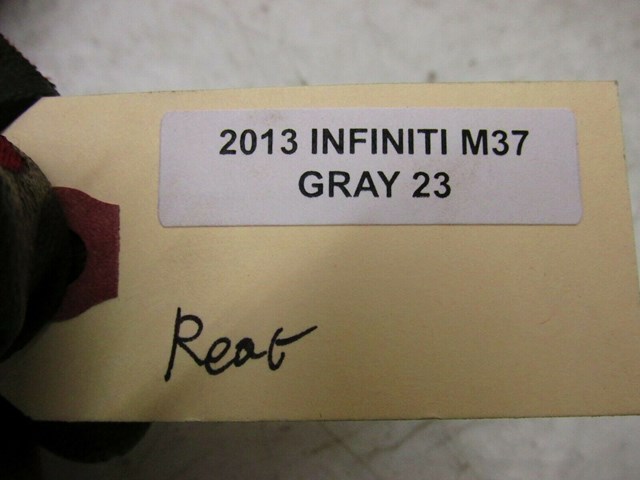 2013 INFINITI M37
GRAY 23
Rear